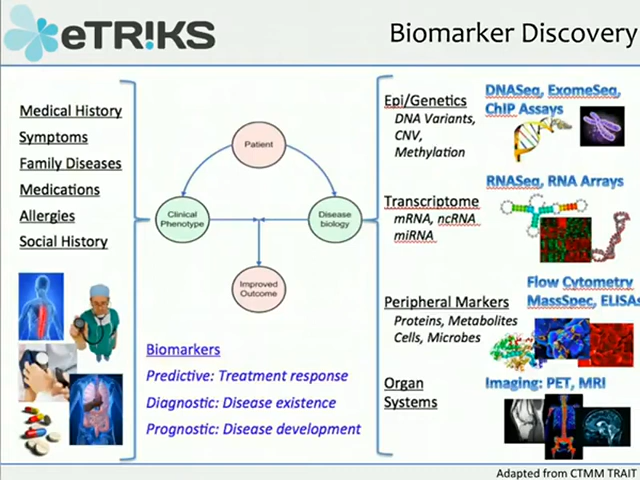 eTR!KS
Biomarker Discovery
Medical History
Symptoms
Family Diseases
Medications
Allergies
Social History
Patient
Clinical
Phenotype
Disease
biology
Improved
Outcome
Biomarkers
Predictive: Treatment response
Diagnostic: Disease existence
Prognostic: Disease development
Epi/Genetics
DNA Variants,
CNV,
Methylation
DNASeq, ExomeSeq,
ChIP Assays
Transcriptome
mRNA, ncRNA
miRNA
RNASeq, RNA Arrays
Peripheral Markers
Proteins, Metabolites
Cells, Microbes
Flow Cytometry
MassSpec, ELISAs
Organ
Systems
Imaging: PET, MRI
Adapted from CTMM TRAIT